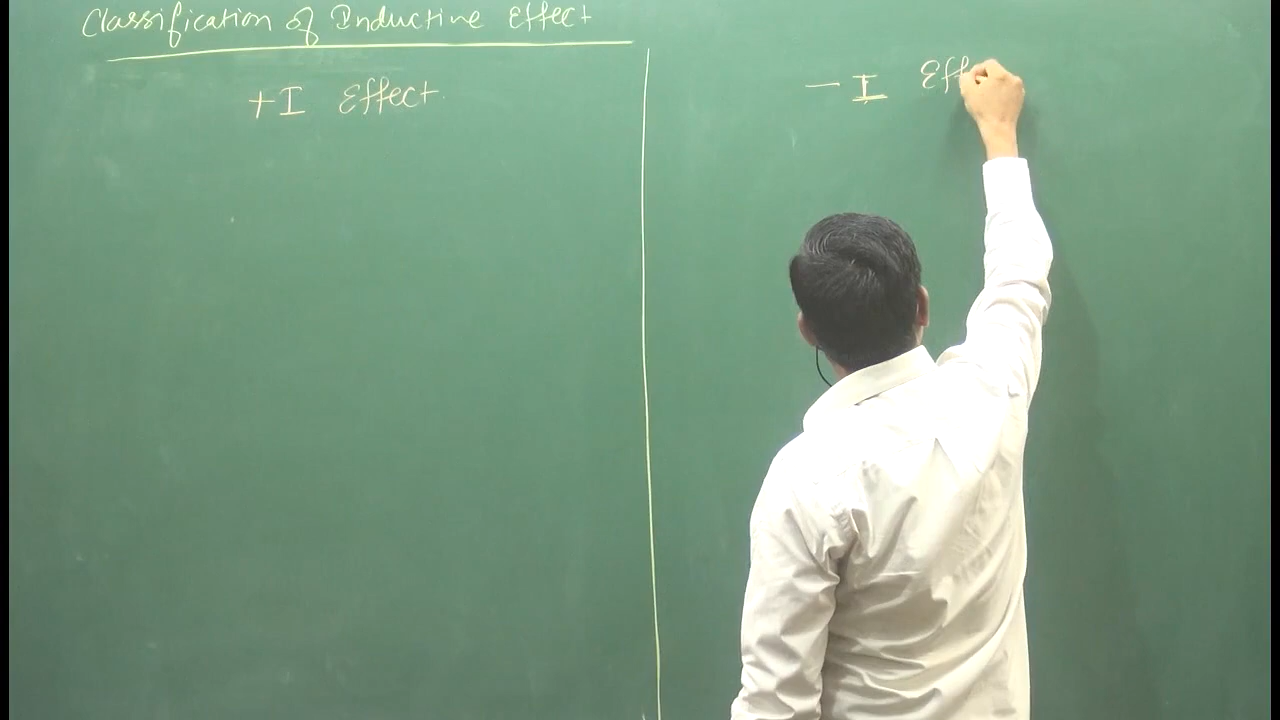 Classification of Inductive Effect
+I Effect.
- I Eff